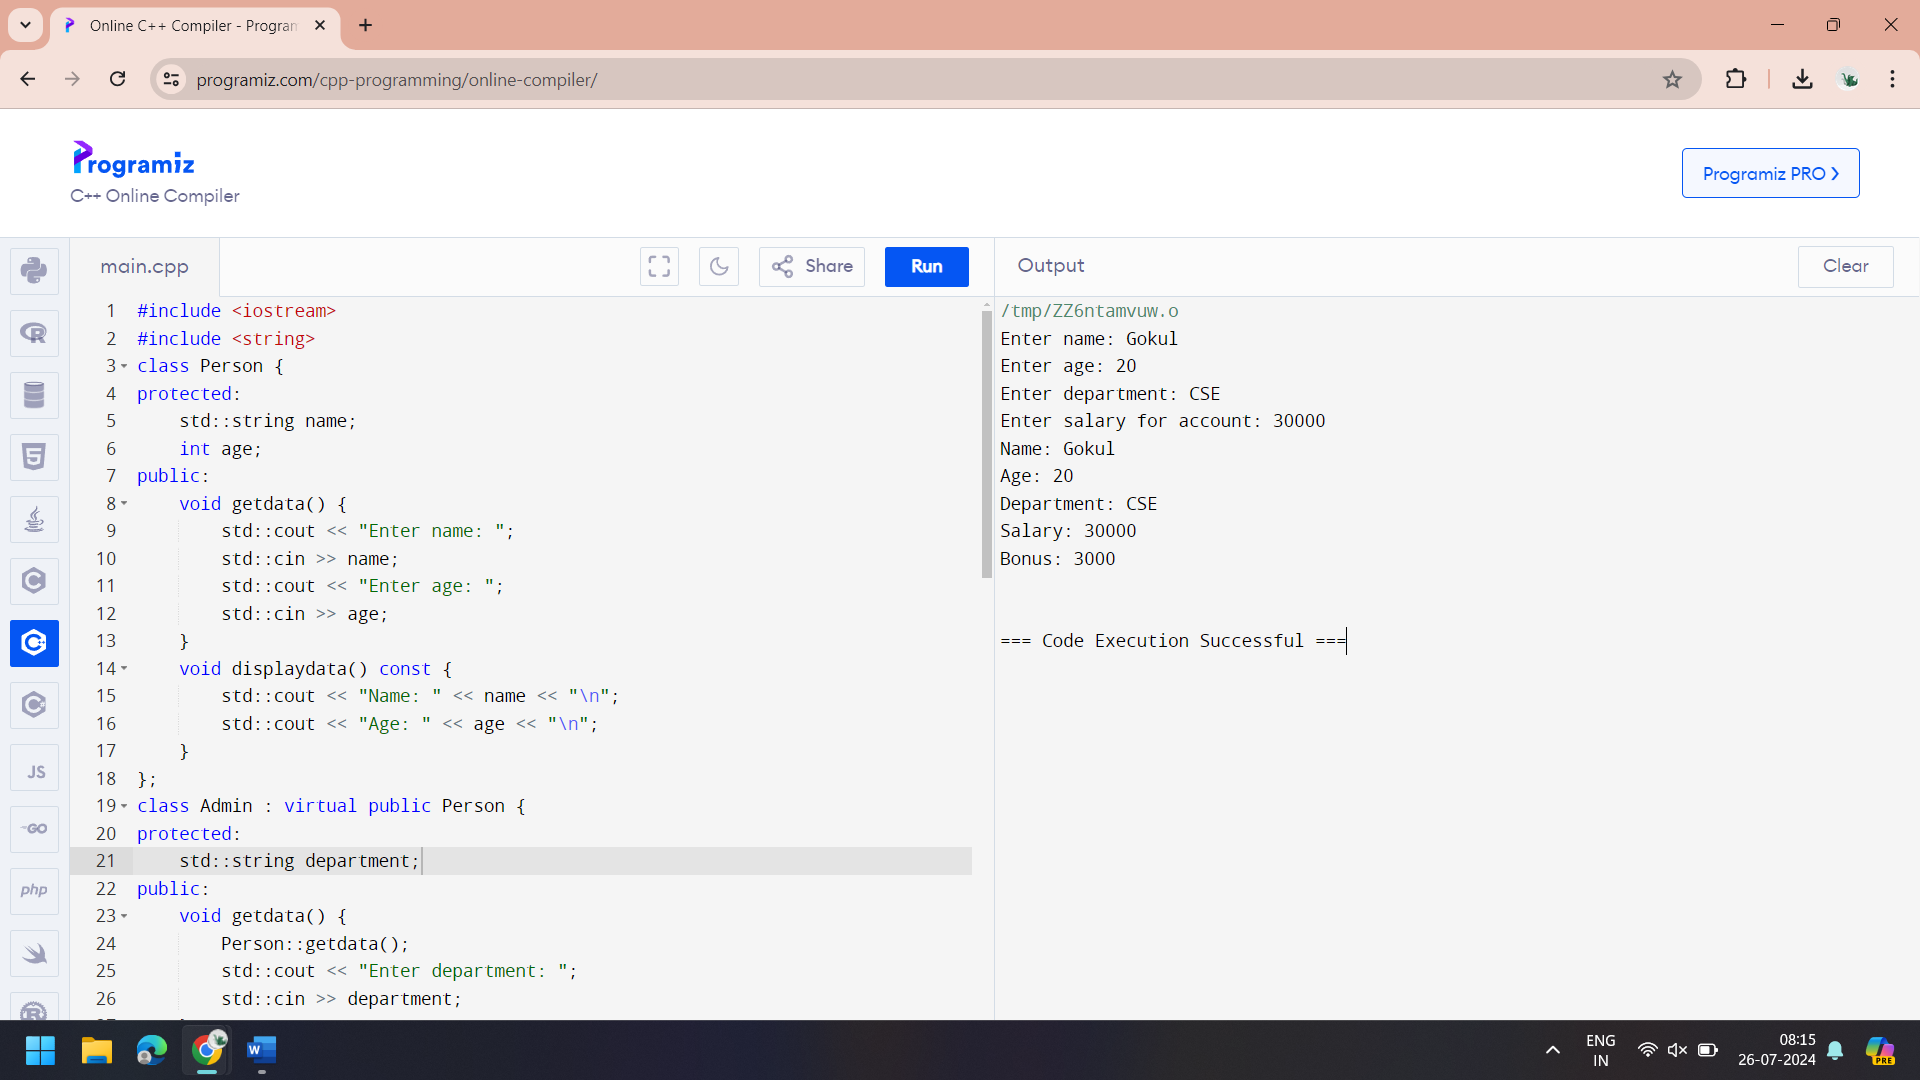 Online C++ Compiler - Program
programiz.com/cpp-programming/online-compiler/
Programiz
C++ Online Compiler
Programiz PRO >
main.cpp
Share
Run
Output
Clear
1 #include <iostream>
2 #include <string>
3 class Person {
4 protected:
5 std::string name;
6 int age;
7 public:
8 void getdata() {
9 std::cout << "Enter name: ";
10 std::cin >> name;
11 std::cout << "Enter age: ";
12 std::cin >> age;
13 }
14 void displaydata() const {
15 std::cout << "Name: " << name << "\n";
16 std::cout << "Age: " << age << "\n";
17 }
18 };
19 class Admin : virtual public Person {
20 protected:
21 std::string department;
22 public:
23 void getdata() {
24 Person::getdata();
25 std::cout << "Enter department: ";
26 std::cin >> department;
/tmp/ZZ6ntamvuw.o
Enter name: Gokul
Enter age: 20
Enter department: CSE
Enter salary for account: 30000
Name: Gokul
Age: 20
Department: CSE
Salary: 30000
Bonus: 3000
=== Code Execution Successful ===
R
5
JS
GO
php
W
ENG
IN
08:15
26-07-2024
PRE